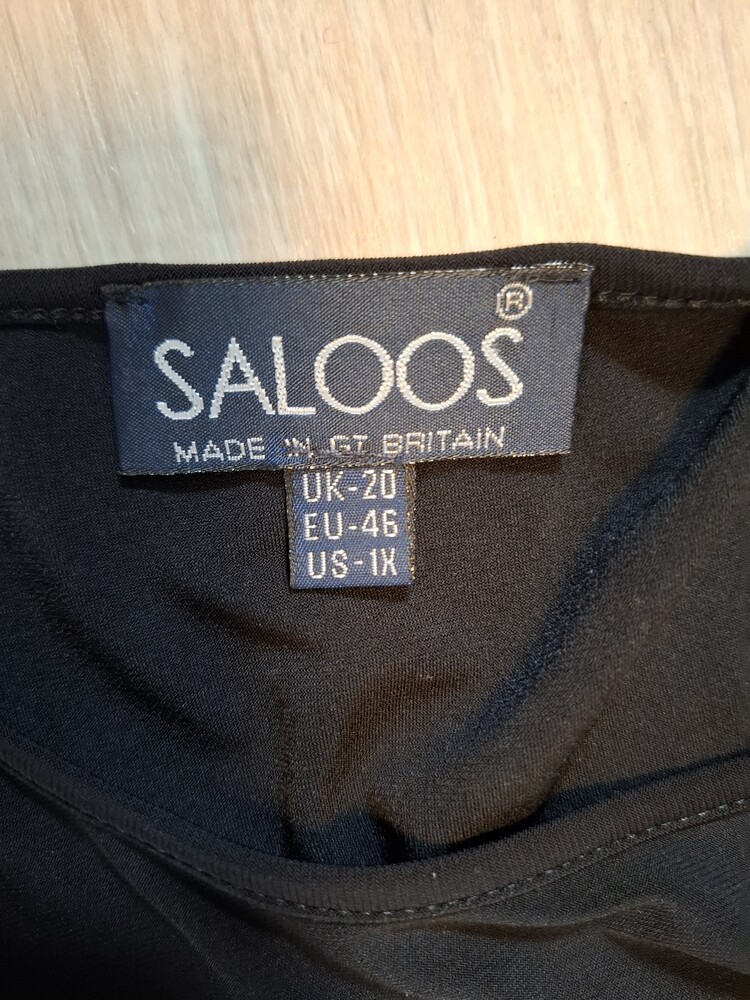 SALOOS®
MADE IN GT BRITAIN
UK-20
EU-46
US-1X